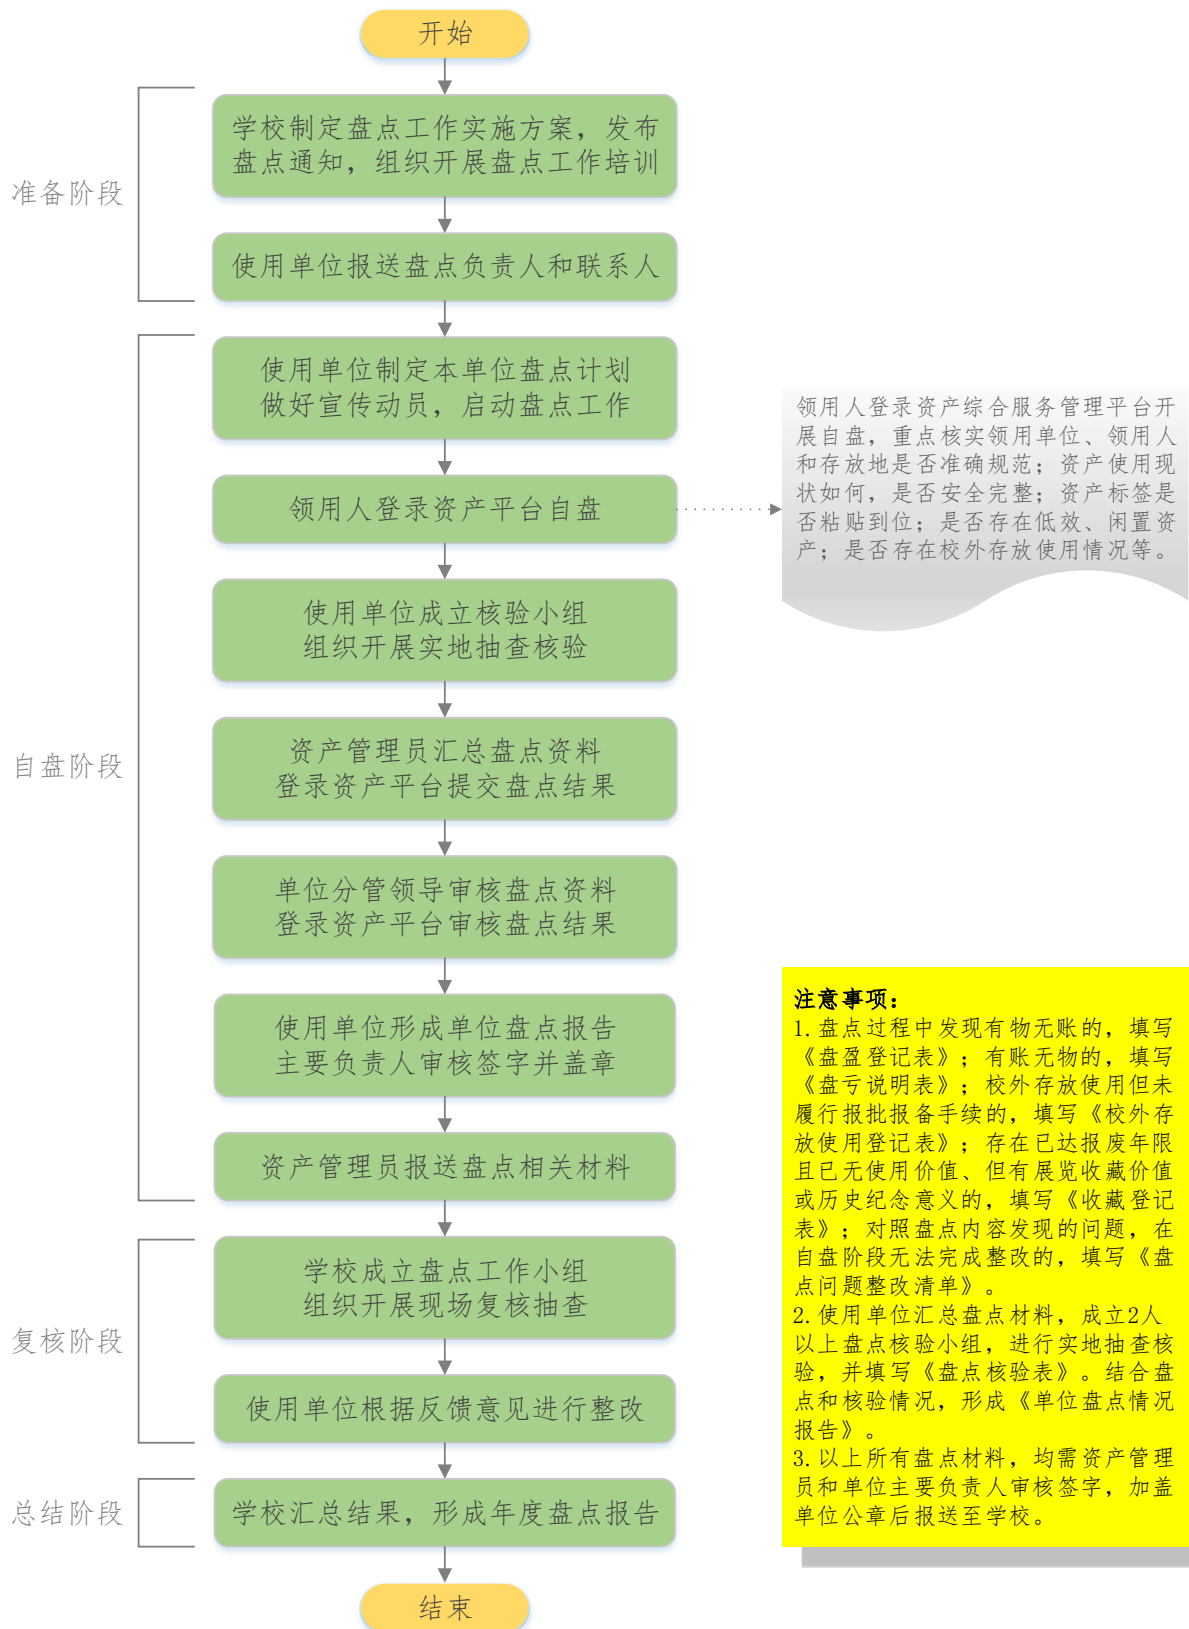 开始
准备阶段
学校制定盘点工作实施方案，发布
盘点通知，组织开展盘点工作培训
使用单位报送盘点负责人和联系人
自盘阶段
使用单位制定本单位盘点计划
做好宣传动员，启动盘点工作
领用人登录资产平台自盘
领用人登录资产综合服务管理平台开
展自盘，重点核实领用单位、领用人
和存放地是否准确规范；资产使用现
状如何，是否安全完整；资产标签是
否粘贴到位；是否存在低效、闲置资
产；是否存在校外存放使用情况等。
使用单位成立核验小组
组织开展实地抽查核验
资产管理员汇总盘点资料
登录资产平台提交盘点结果
单位分管领导审核盘点资料
登录资产平台审核盘点结果
使用单位形成单位盘点报告
主要负责人审核签字并盖章
资产管理员报送盘点相关材料
复核阶段
学校成立盘点工作小组
组织开展现场复核抽查
使用单位根据反馈意见进行整改
总结阶段
学校汇总结果，形成年度盘点报告
结束
注意事项：
1.盘点过程中发现有物无账的，填写
《盘盈登记表》；有账无物的，填写
《盘亏说明表》；校外存放使用但未
履行报批报备手续的，填写《校外存
放使用登记表》；存在已达报废年限
且已无使用价值、但有展览收藏价值
或历史纪念意义的，填写《收藏登记
表》；对照盘点内容发现的问题，在
自盘阶段无法完成整改的，填写《盘
点问题整改清单》。
2.使用单位汇总盘点材料，成立2人
以上盘点核验小组，进行实地抽查核
验，并填写《盘点核验表》。结合盘
点和核验情况，形成《单位盘点情况
报告》。
3.以上所有盘点材料，均需资产管理
员和单位主要负责人审核签字，加盖
单位公章后报送至学校。